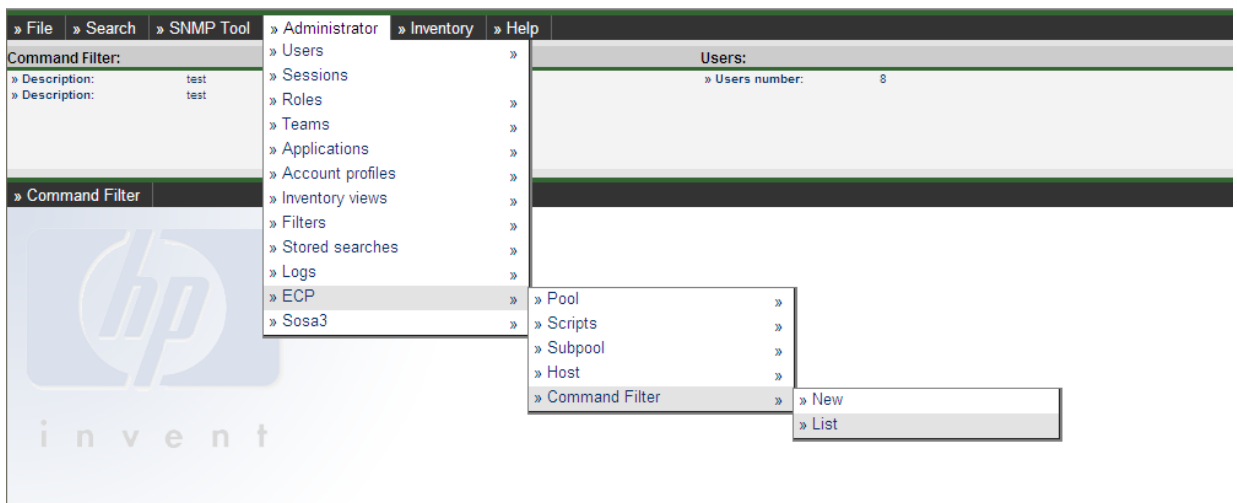 » File » Search » SNMP Tool » Administrator » Inventory » Help
Command Filter: Users:
» Description: test
» Description: test
» Users number: 8
» Users »
» Sessions
» Roles »
» Teams »
» Applications »
» Account profiles »
» Inventory views »
» Filters »
» Stored searches »
» Logs »
» ECP »
» Sosa3 »
» Pool »
» Scripts »
» Subpool »
» Host »
» Command Filter »
» New
» List
» Command Filter
hp
invent